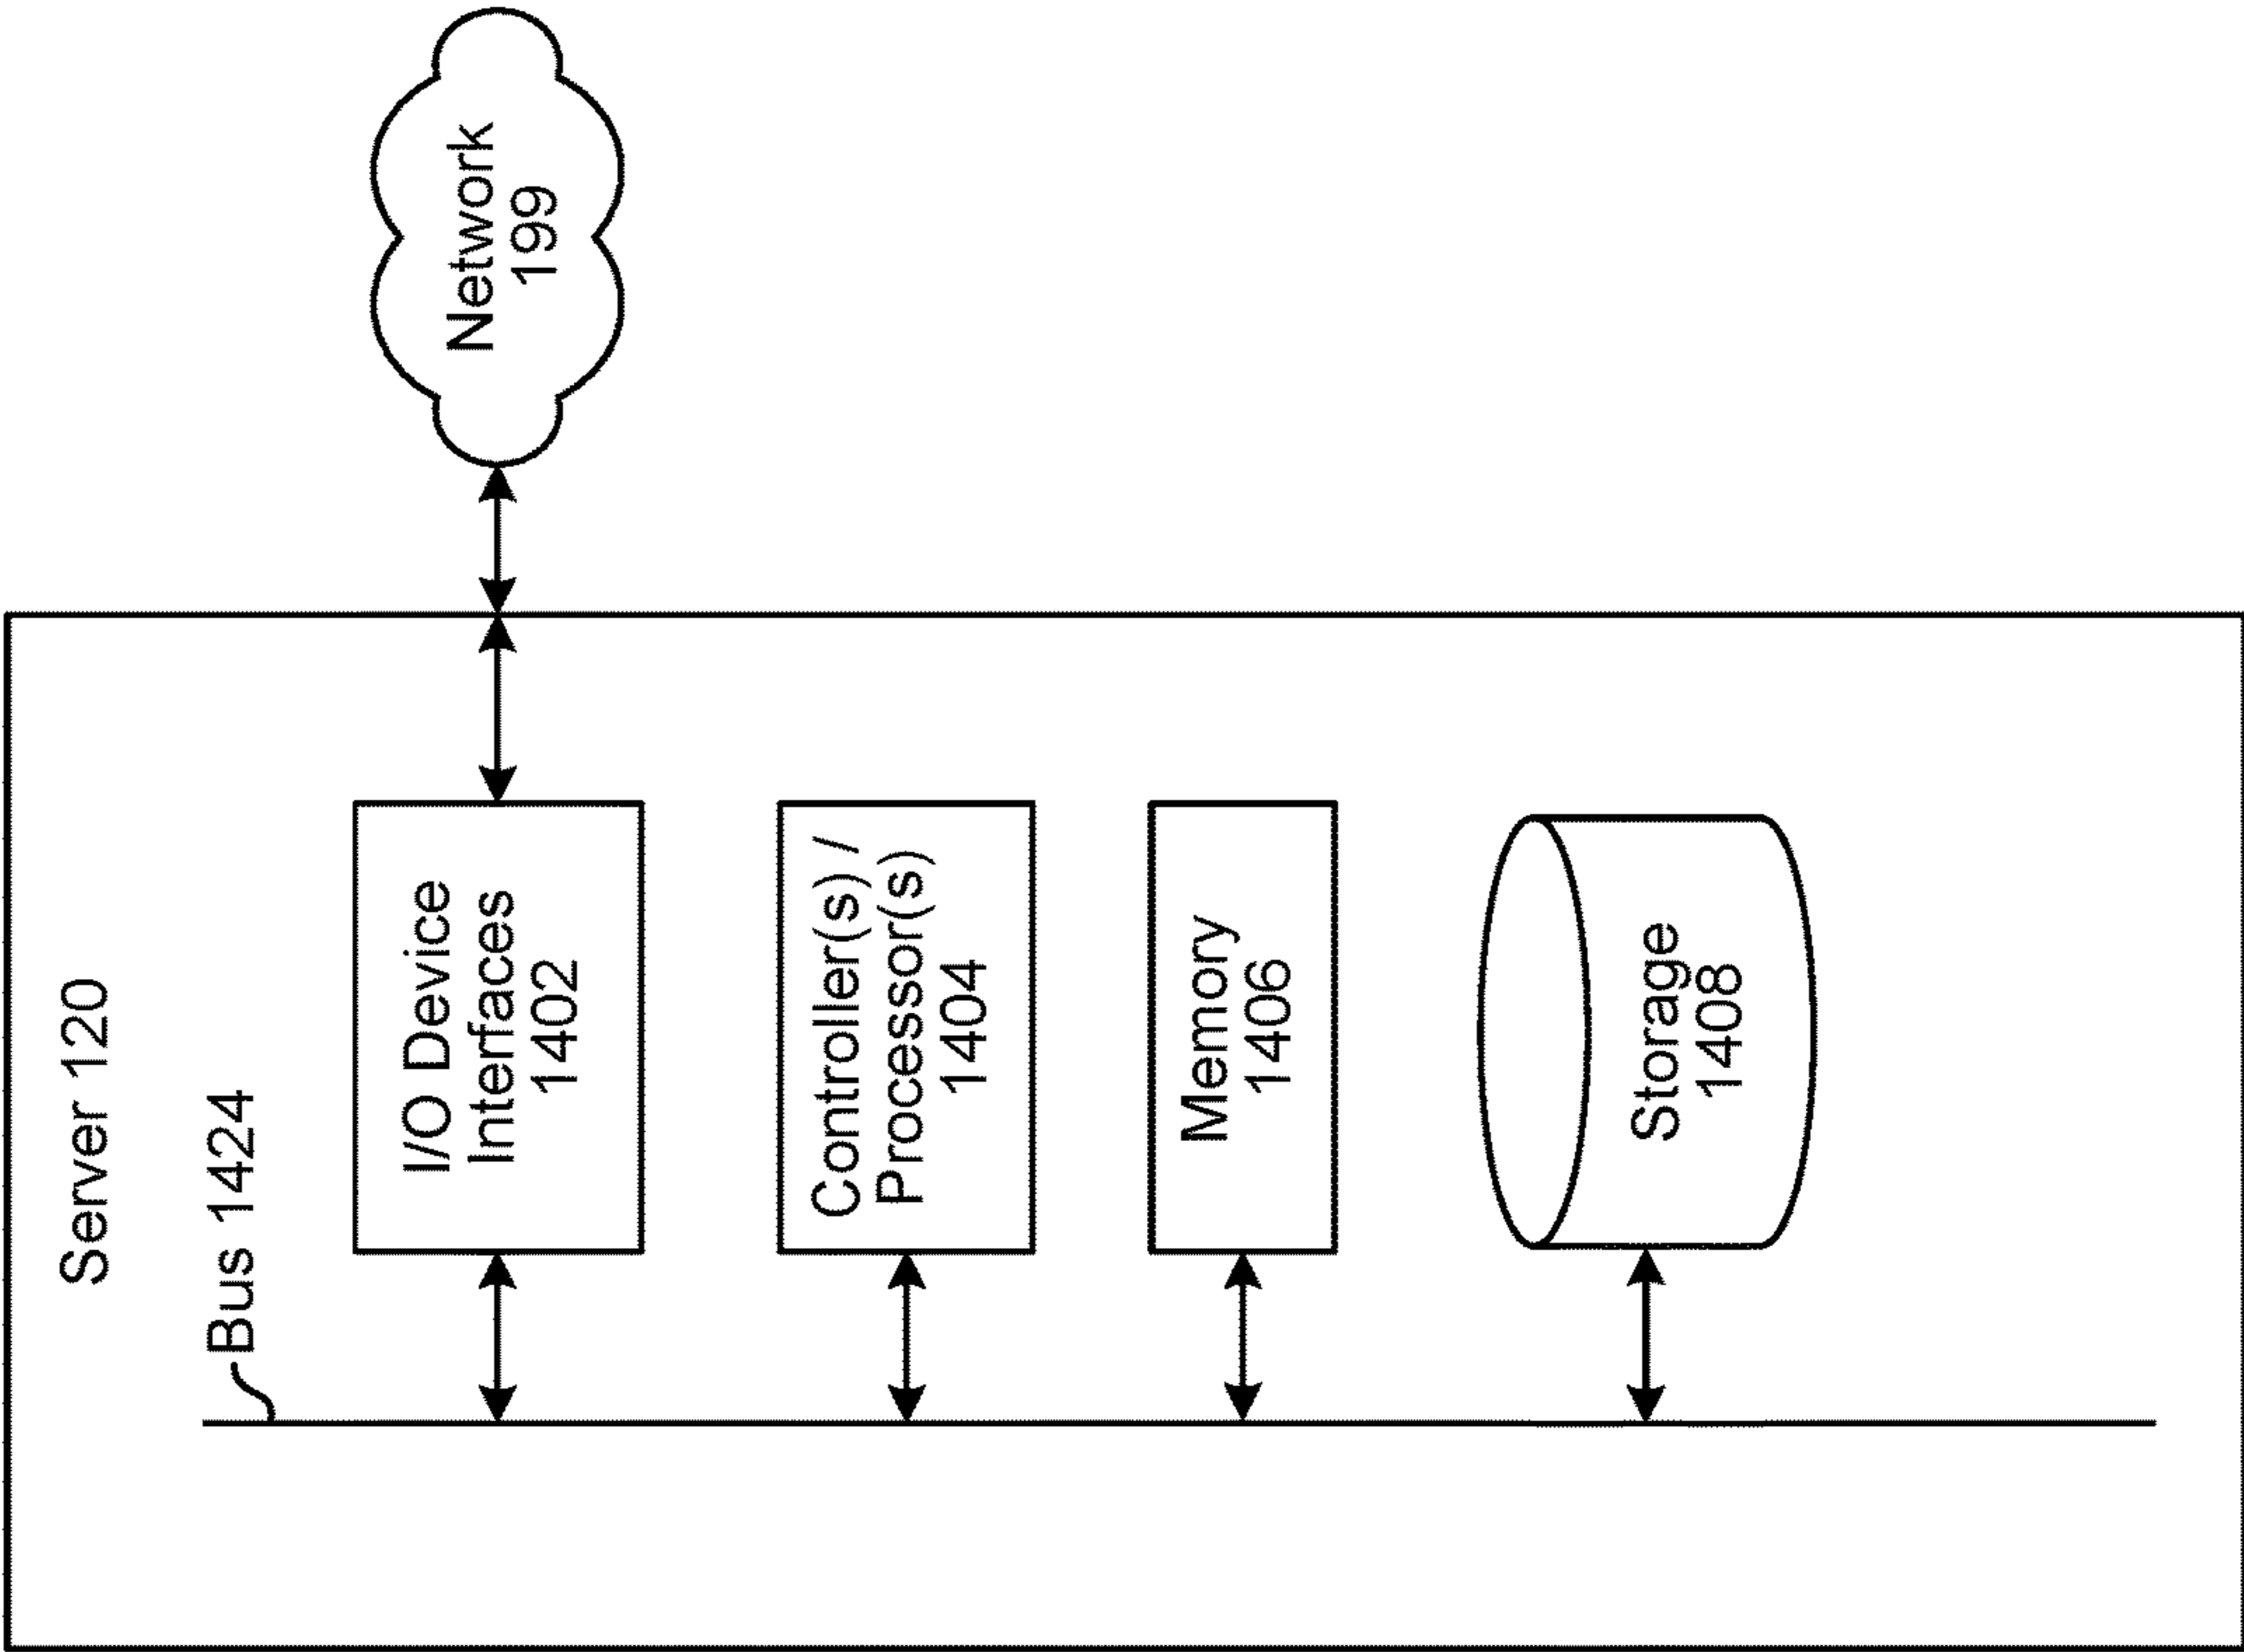 Server 120
Bus 1424
I/O Device
Interfaces
1402
Controller(s) /
Processor(s)
1404
Memory
1406
Storage
1408
Network
199